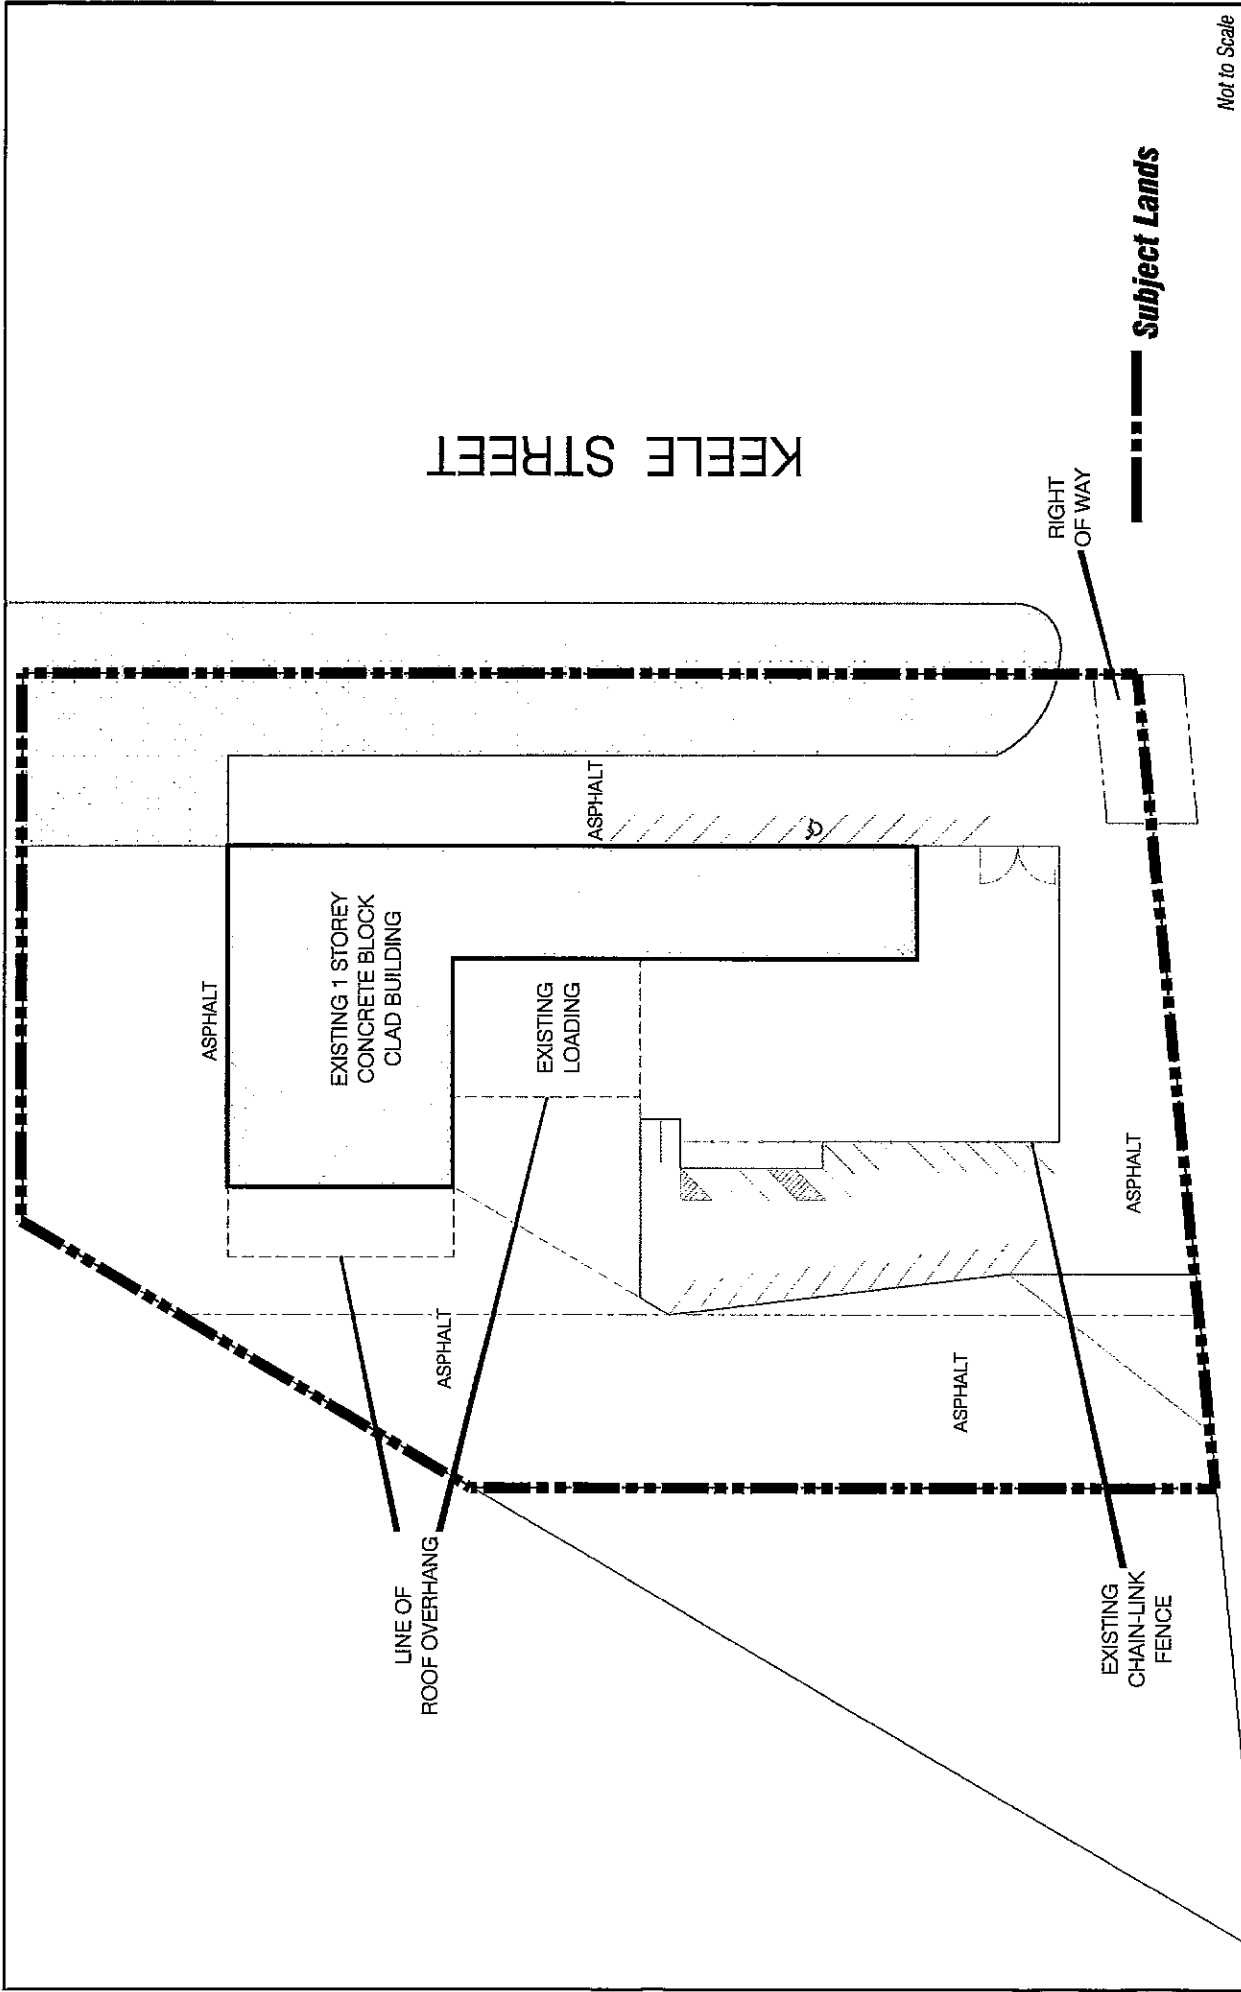 KEELE STREET
Not to Scale
Subject Lands
RIGHT
OF WAY
ASPHALT
ASPHALT
EXISTING 1 STOREY
CONCRETE BLOCK
CLAD BUILDING
EXISTING
LOADING
ASPHALT
ASPHALT
ASPHALT
LINE OF
ROOF OVERHANG
EXISTING
CHAIN-LINK
FENCE